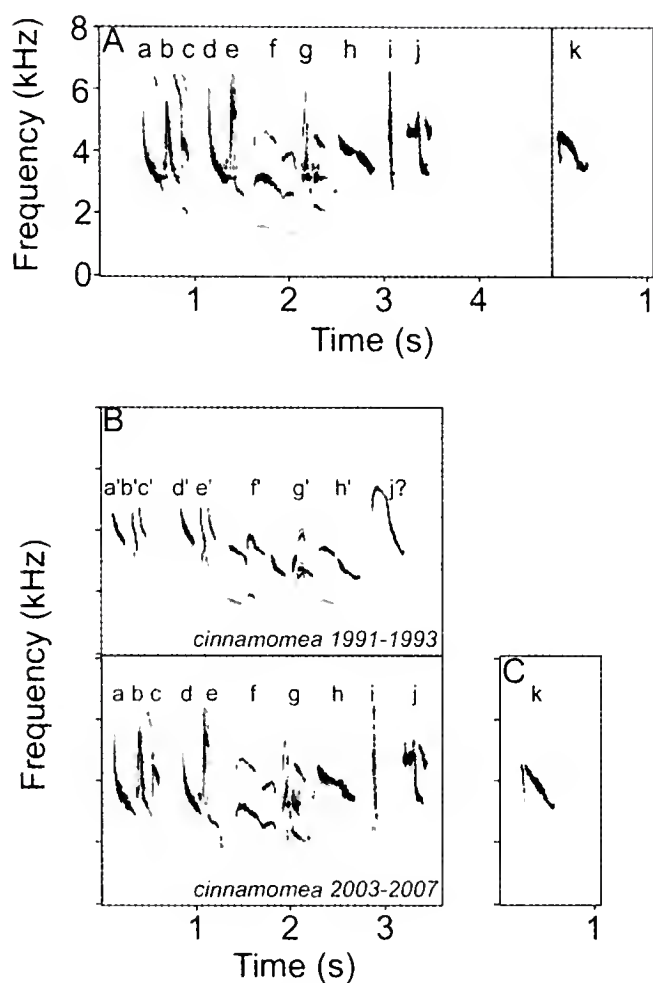 A
a b c d e f g h i j k
Frequency (kHz)
8
6
4
2
0
1 2 3 4 1
Time (s)
B
a' b' c' d' e' f' g' h' j?
cinnamomea 1991-1993
Frequency (kHz)
a b c d e f g h i j
cinnamomea 2003-2007
1 2 3
Time (s)
C
k
1